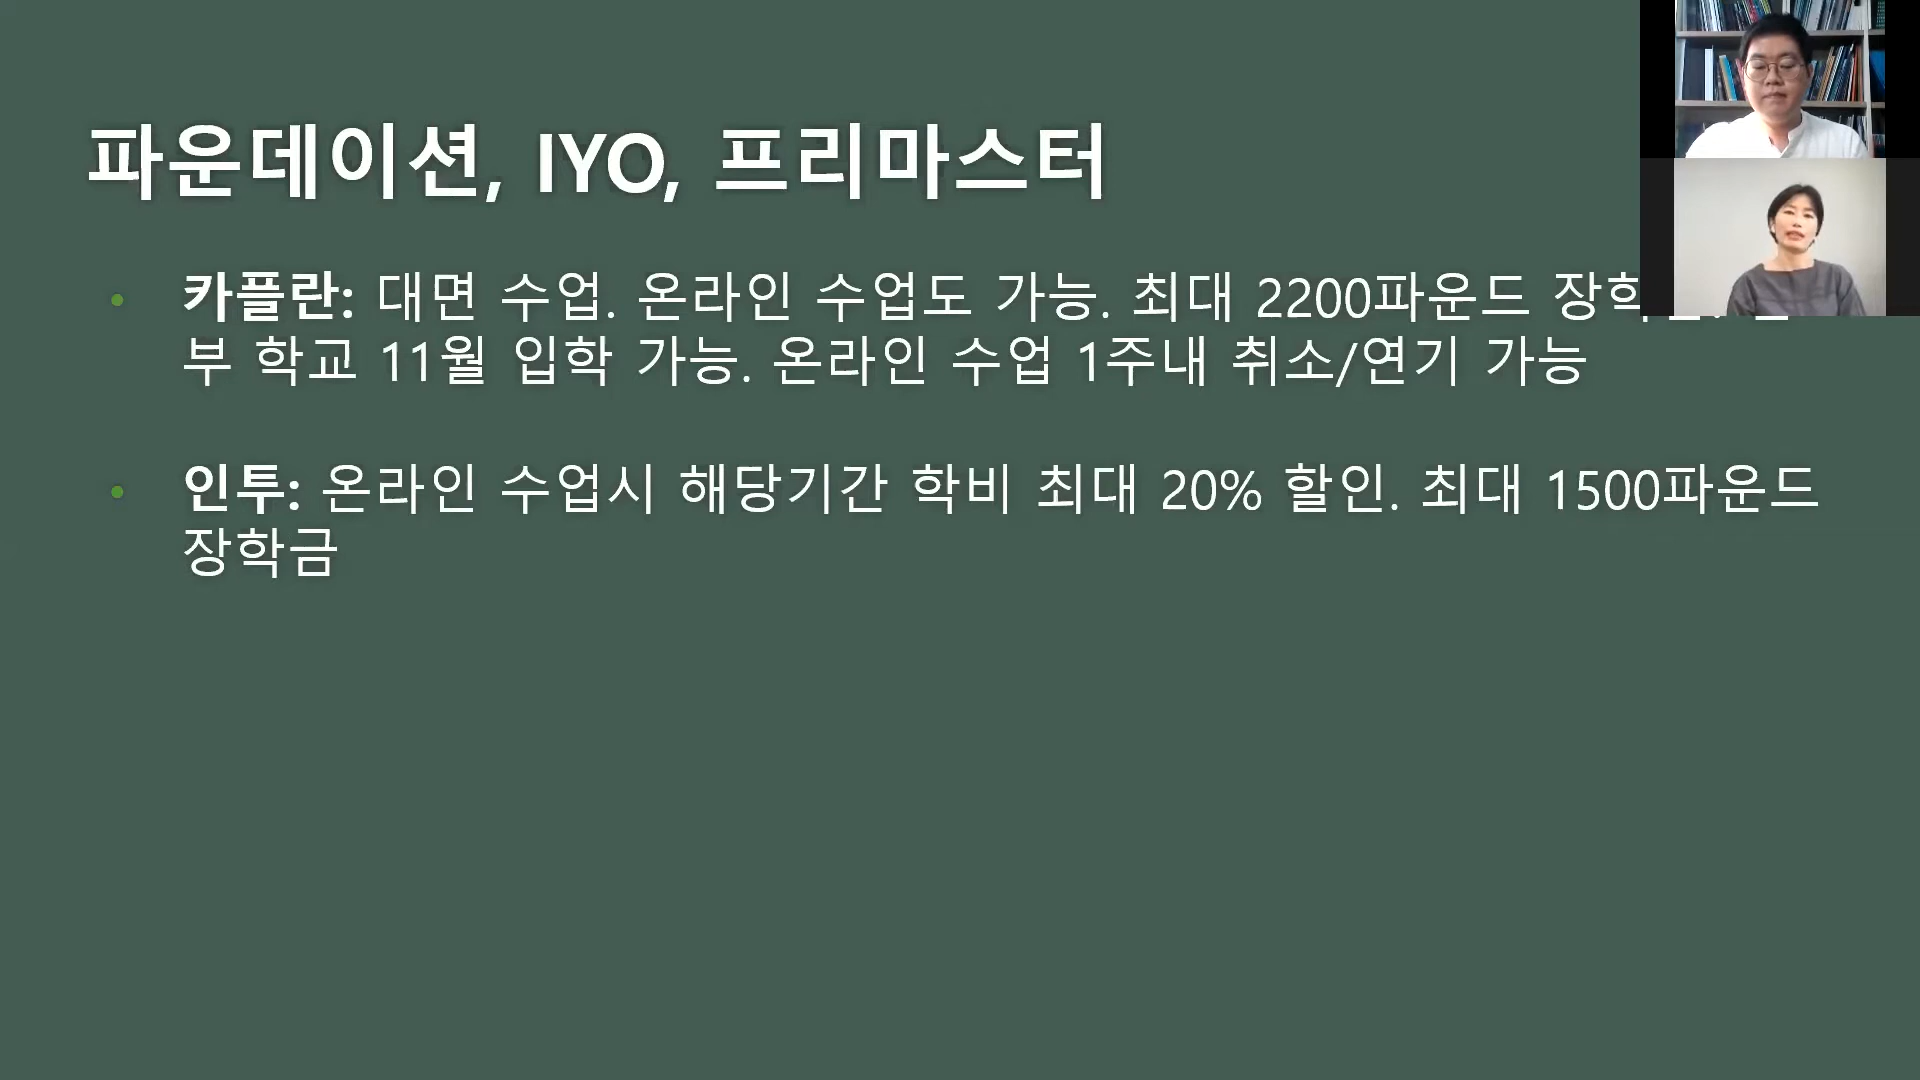 파운데이션, IYO, 프리마스터
카플란: 대면 수업. 온라인 수업도 가능. 최대 2200파운드
부 학교 11월 입학 가능. 온라인 수업 1주내 취소/연기 가능
인투: 온라인 수업시 해당기간 학비 최대 20% 할인. 최대 1500파운드
장학금